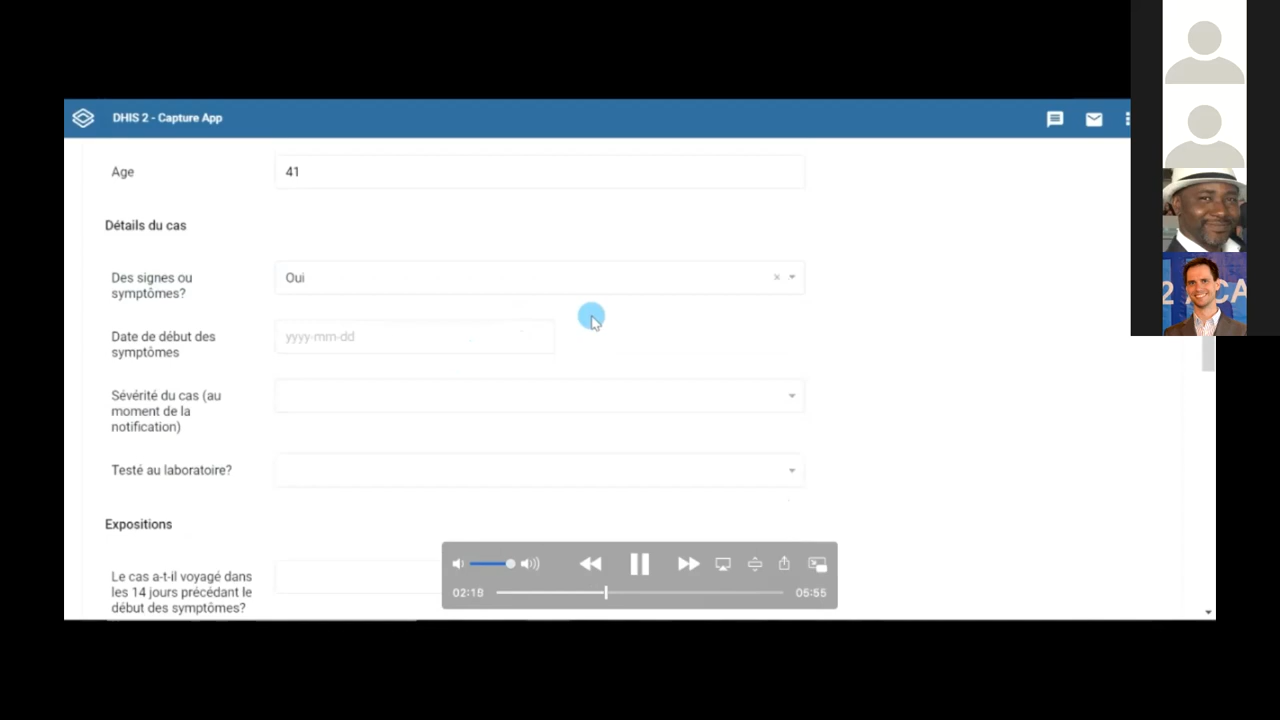 DHIS 2 - Capture App
Age
41
Détails du cas
Des signes ou
symptômes?
Oui
Date de début des
symptômes
yyyy-mm-dd
Sévérité du cas (au
moment de la
notification)
Testé au laboratoire?
Expositions
Le cas a-t-il voyagé dans
les 14 jours précédant le
début des symptômes?
02:18
05:55
2 ACA